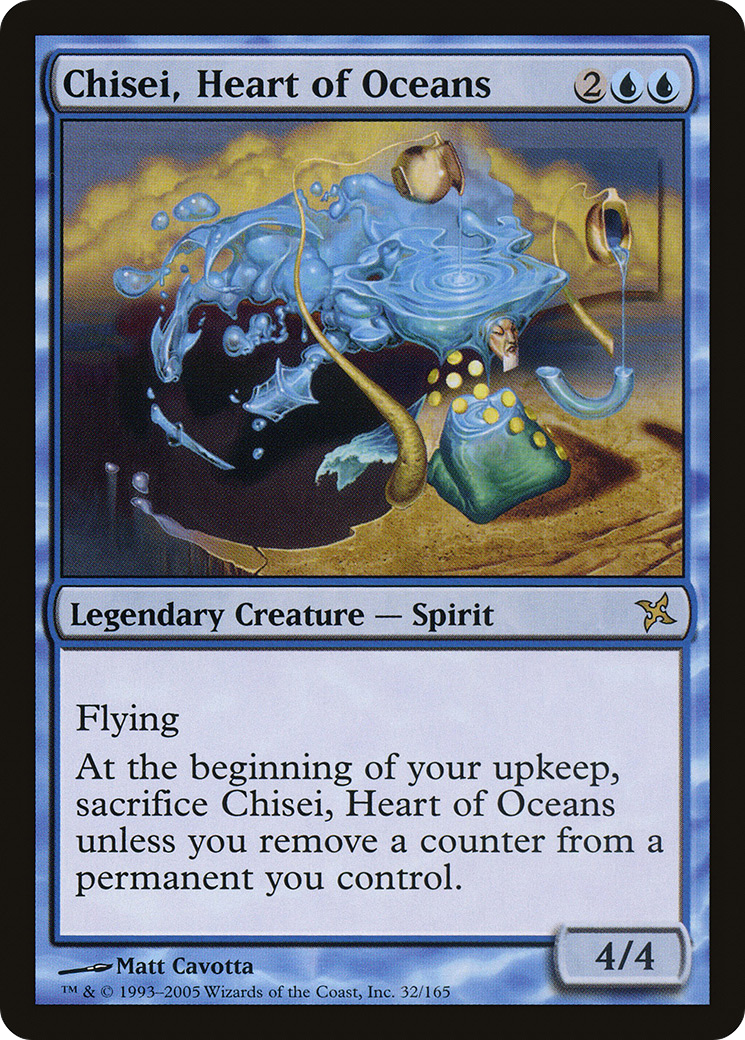 Chisei, Heart of Oceans 2
Legendary Creature — Spirit
Flying
At the beginning of your upkeep,
sacrifice Chisei, Heart of Oceans
unless you remove a counter from a
permanent you control.
4/4
Matt Cavotta
™ & © 1993–2005 Wizards of the Coast, Inc. 32/165